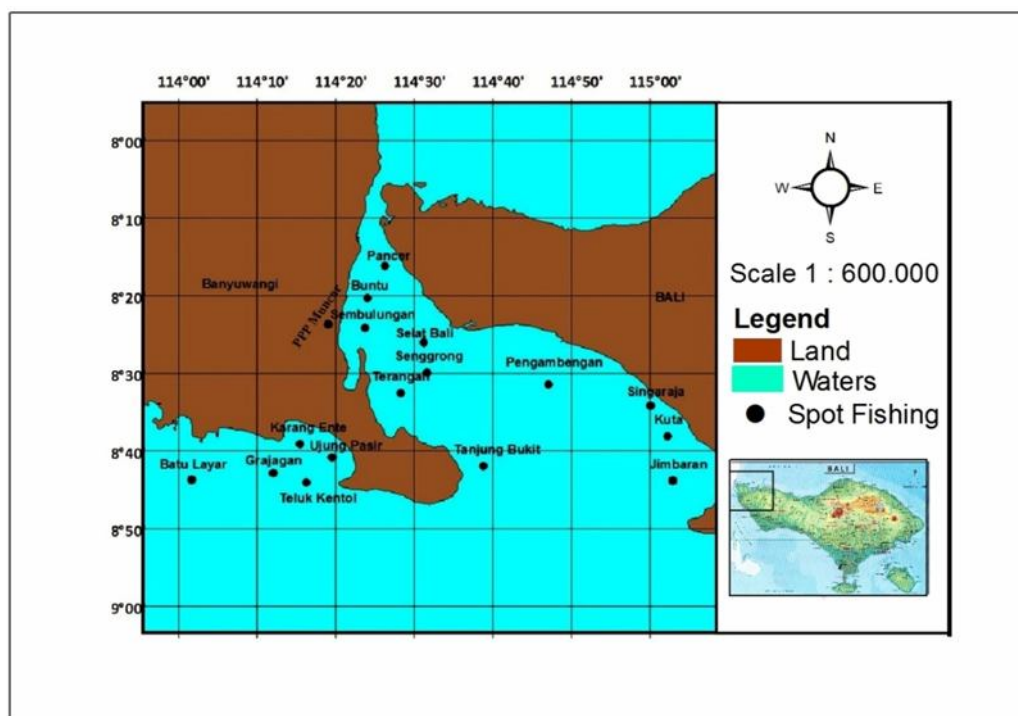 114°00' 114°10' 114°20' 114°30' 114°40' 114°50' 115°00'
8°00'
8°10'
8°20'
8°30'
8°40'
8°50'
9°00'
Pancer
Banyuwangi
Buntu
BALI
PPP Muncar
Sembulungan
Selat Bali
Senggrong
Pengambengan
Terangan
Singaraja
Kuta
Karang Ente
Ujung Pasir
Tanjung Bukit
Batu Layar
Grajagan
Jimbaran
Teluk Kentol
N
W E
S
Scale 1 : 600.000
Legend
Land
Waters
Spot Fishing
BALI